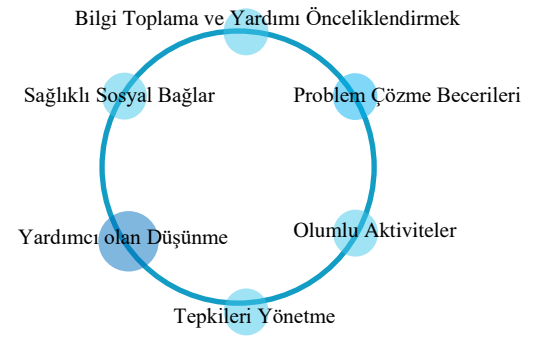 Bilgi Toplama ve Yardımı Önceliklendirmek
Sağlıklı Sosyal Bağlar
Problem Çözme Becerileri
Yardımcı olan Düşünme
Olumlu Aktiviteler
Tepkileri Yönetme